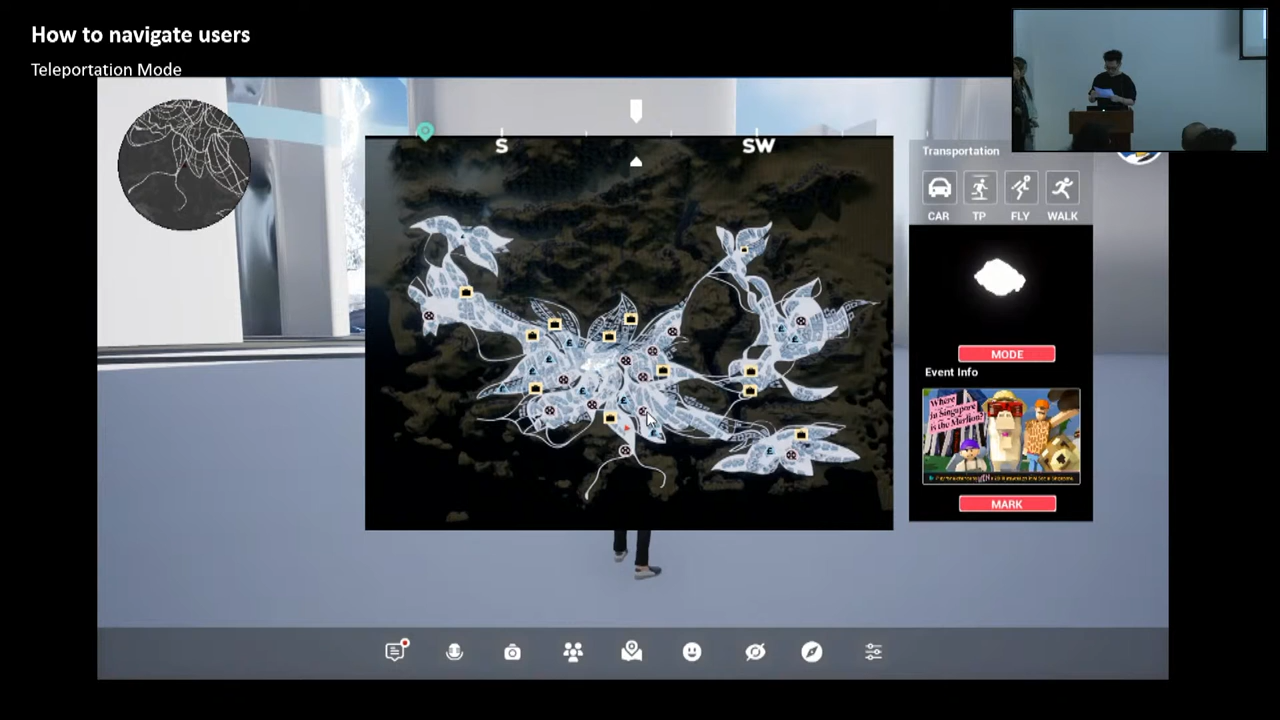 How to navigate users
Teleportation Mode
S
SW
Transportation
CAR
TP
FLY
WALK
MODE
Event Info
Where
in Singapore
is the Merlion?
MARK